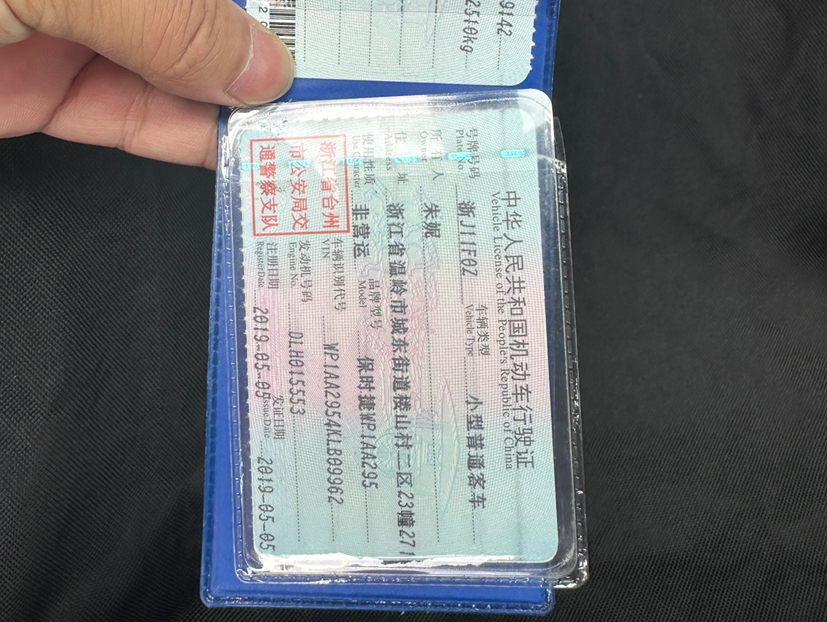 9142
2510kg
中华人民共和国机动车行驶证
Vehicle License of the People's Republic of China
号牌号码 浙J11F0Z 车辆类型 小型普通客车
Plate No. Vehicle Type
所有人 朱妮
Owner
住址 浙江省温岭市城东街道楼山村二区23幢271
Address
使用性质 非营运 品牌型号 保时捷WP1AA295
Use Character Model
浙江省台州
市公安局交
通警察支队
车辆识别代号 WP1AA2954KLB09962
VIN
发动机号码 DLH015553
Engine No.
注册日期 2019-05-05 发证日期 2019-05-05
Register Date Issue Date